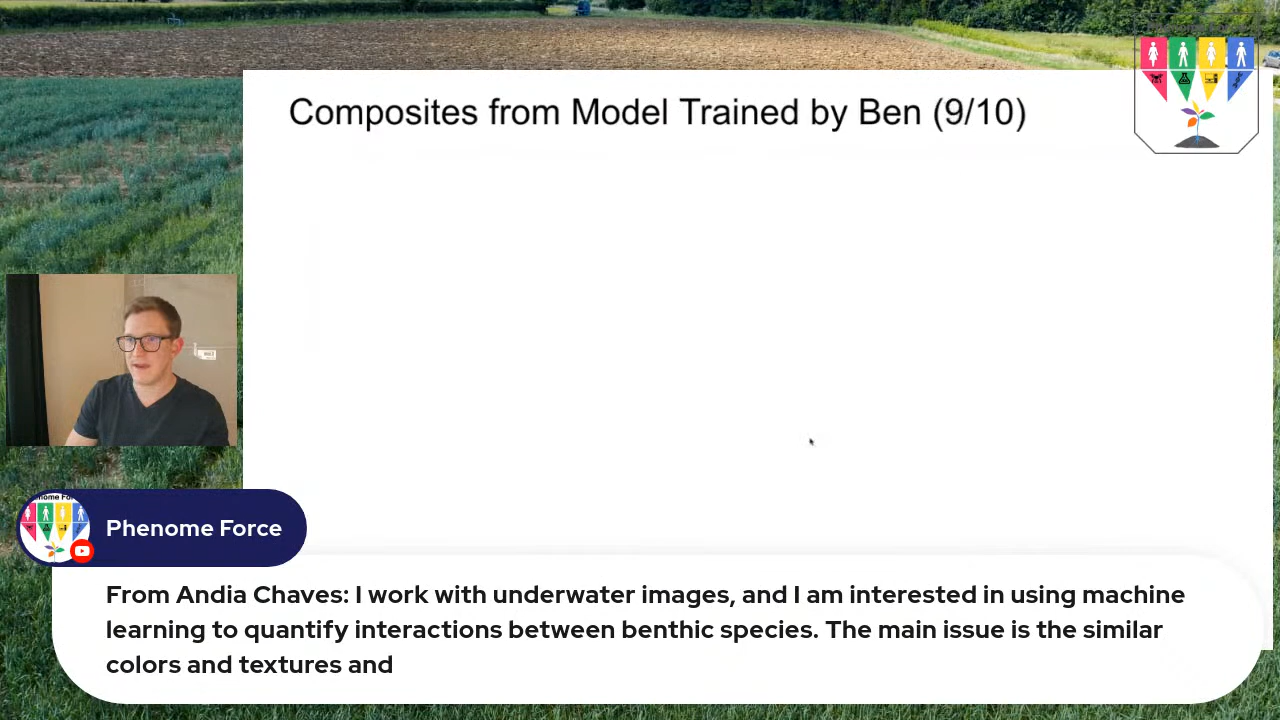 Composites from Model Trained by Ben (9/10)
Phenome Force
From Andia Chaves: I work with underwater images, and I am interested in using machine
learning to quantify interactions between benthic species. The main issue is the similar
colors and textures and